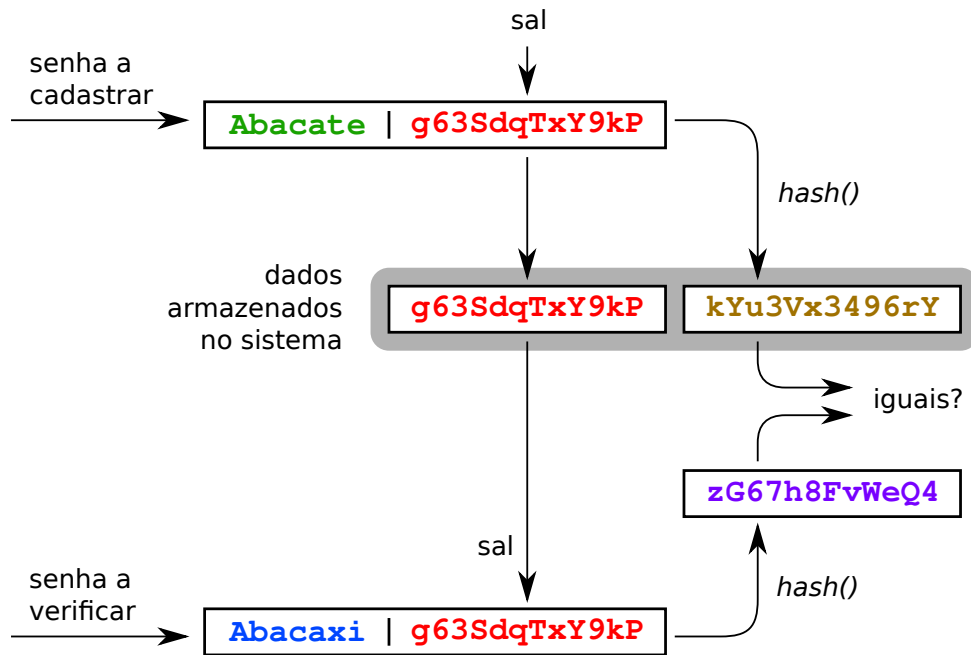 sal
senha a
cadastrar
Abacate | g63SdqTxY9kP
hash()
dados
armazenados
no sistema
g63SdqTxY9kP
kYu3Vx3496rY
iguais?
zG67h8FvWeQ4
sal
senha a
verificar
hash()
Abacaxi | g63SdqTxY9kP